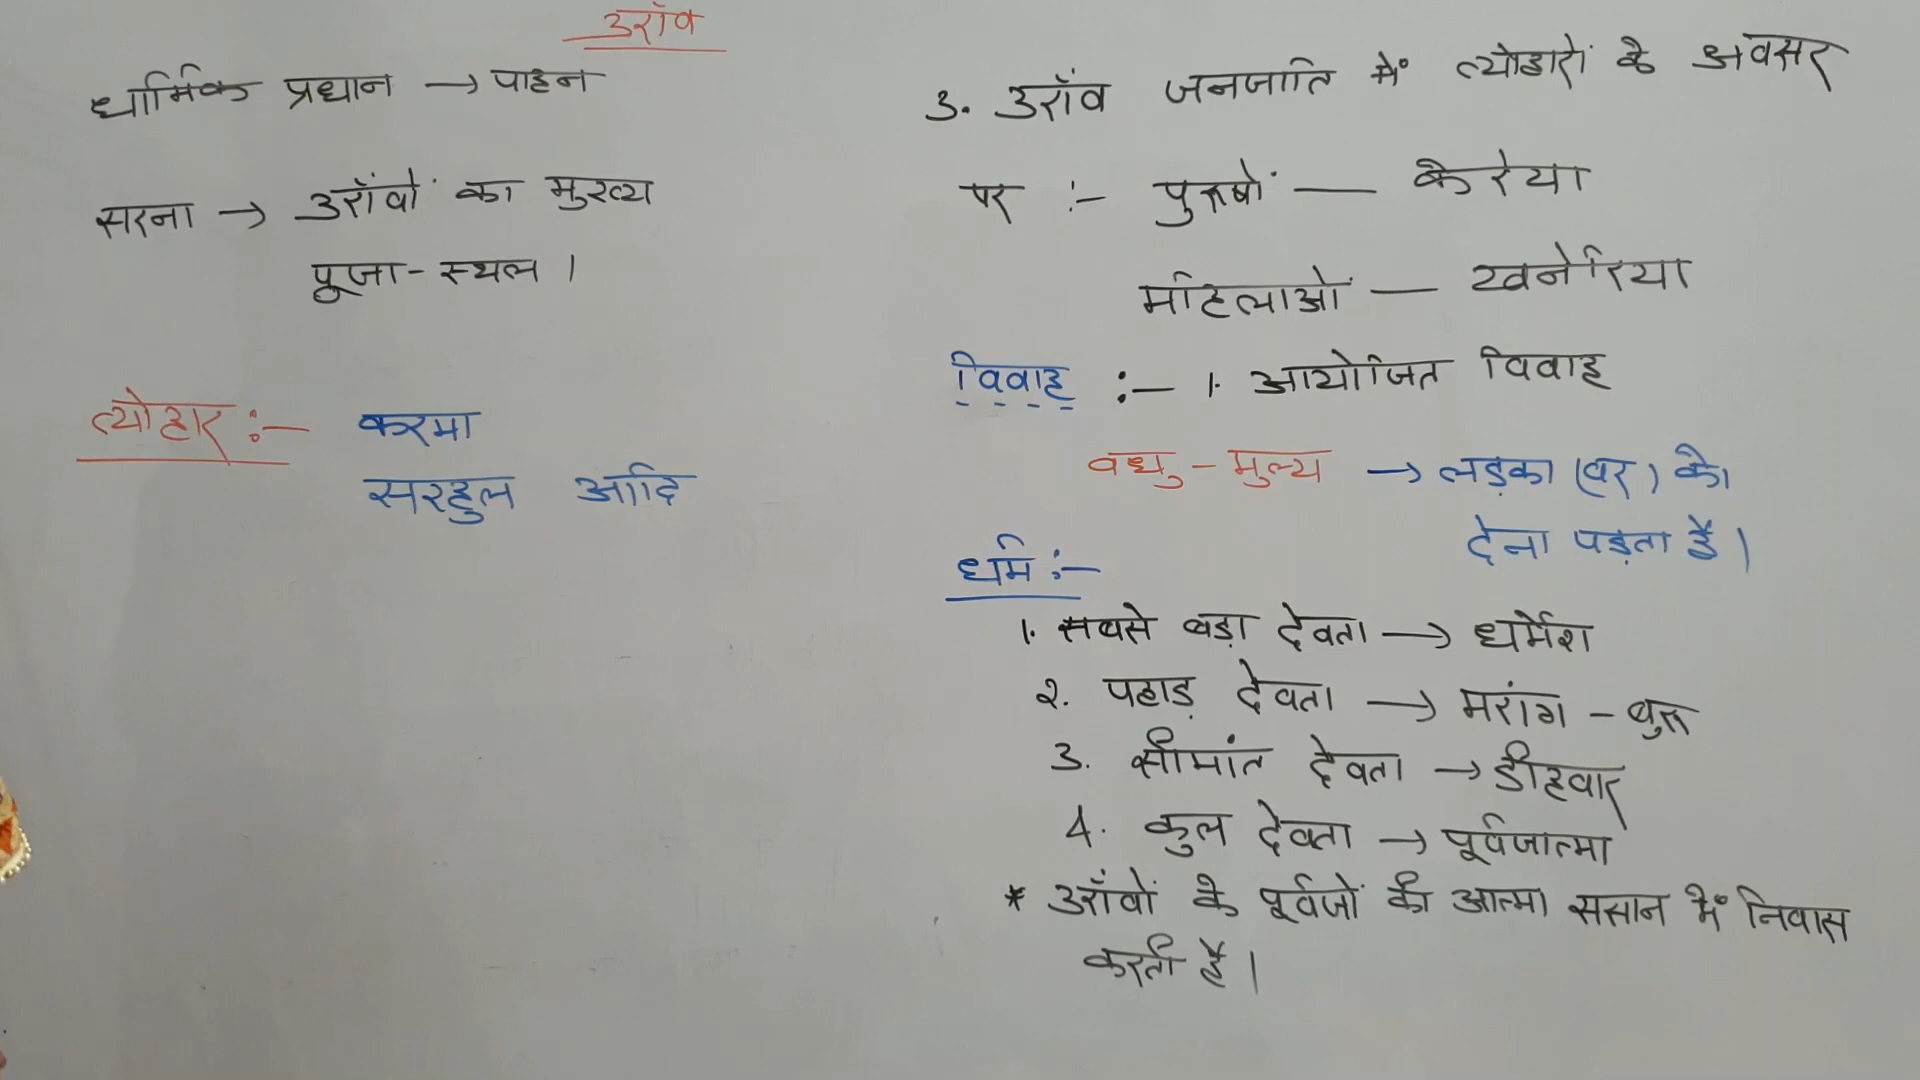 उराँव
धार्मिक प्रधान → पाहन
सरना → उराँवों का मुख्य
पूजा - स्थल ।
त्योहार :- करमा
सरहुल आदि
3. उराँव जनजाति में त्योहारों के अवसर
पर :- पुरूषों — केरेया
महिलाओं — खनेरिया
विवाह :- 1. आयोजित विवाह
वधु - मुल्य → लड़का (वर) को
देना पड़ता है ।
धर्म :-
1. सबसे बड़ा देवता → धर्मेश
2. पहाड़ देवता → मरांग - बुरू
3. सीमांत देवता → डीहवार
4. कुल देवता → पूर्वजात्मा
* उराँवों के पूर्वजों की आत्मा ससान में निवास
करती है ।